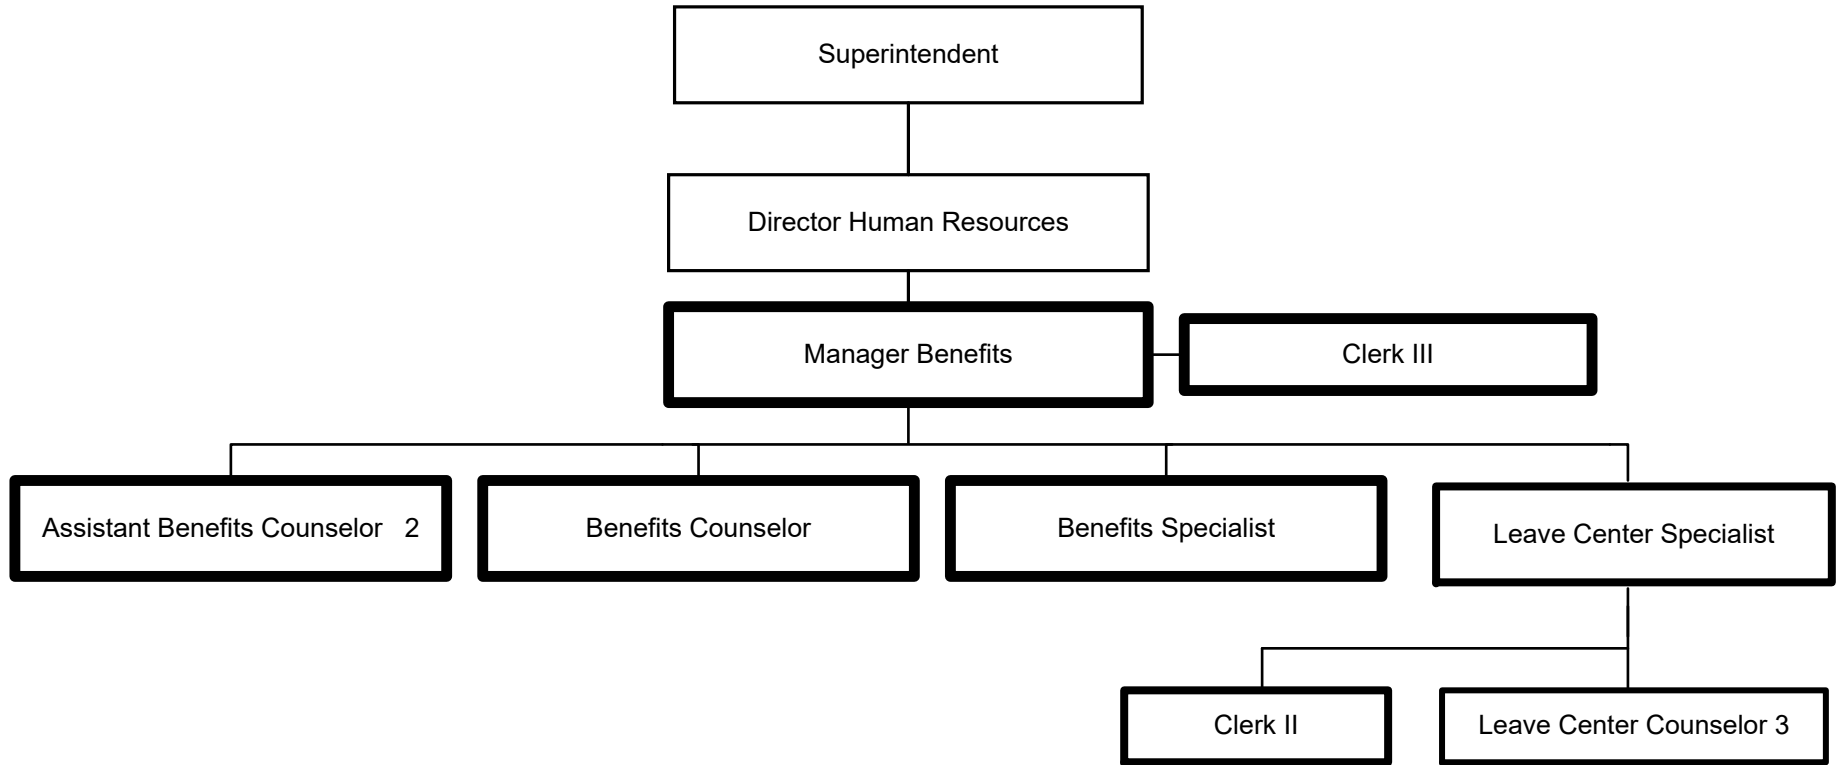 Superintendent
Director Human Resources
Manager Benefits
Clerk III
Assistant Benefits Counselor 2
Benefits Counselor
Benefits Specialist
Leave Center Specialist
Clerk II
Leave Center Counselor 3